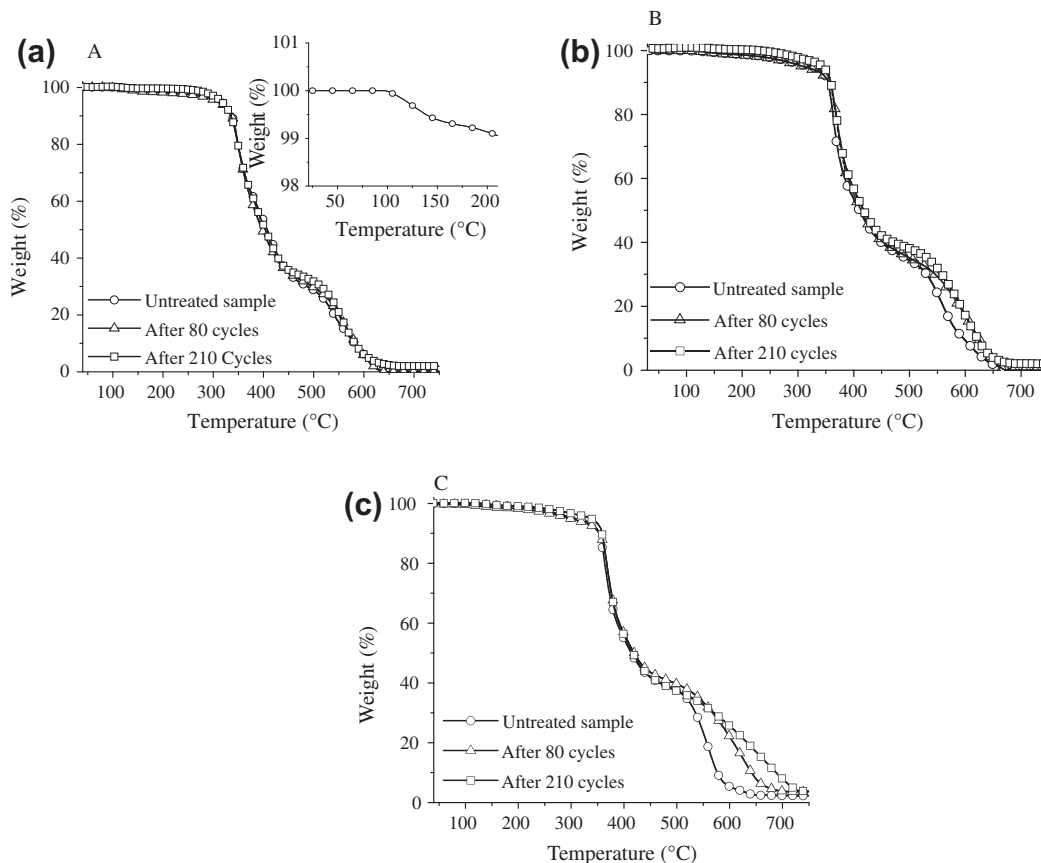 (a)
A
Weight (%)
100
80
60
40
20
0
100 200 300 400 500 600 700
Temperature (°C)
Untreated sample
After 80 cycles
After 210 Cycles
Weight (%)
101
100
99
98
50 100 150 200
Temperature (°C)
(b)
B
Weight (%)
100
80
60
40
20
0
100 200 300 400 500 600 700
Temperature (°C)
Untreated sample
After 80 cycles
After 210 cycles
(c)
C
Weight (%)
100
80
60
40
20
0
100 200 300 400 500 600 700
Temperature (°C)
Untreated sample
After 80 cycles
After 210 cycles